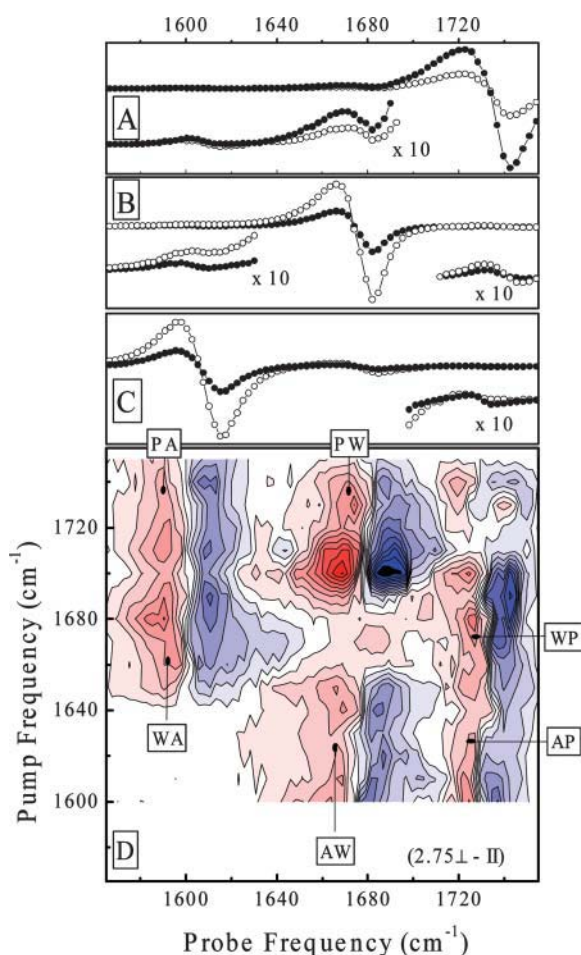 1600 1640 1680 1720
A
x 10
B
x 10 x 10
C
x 10
PA PW
Pump Frequency (cm-1)
1720
1680
1640
1600
WP
WA
AP
AW
D
(2.75⊥ - II)
1600 1640 1680 1720
Probe Frequency (cm-1)